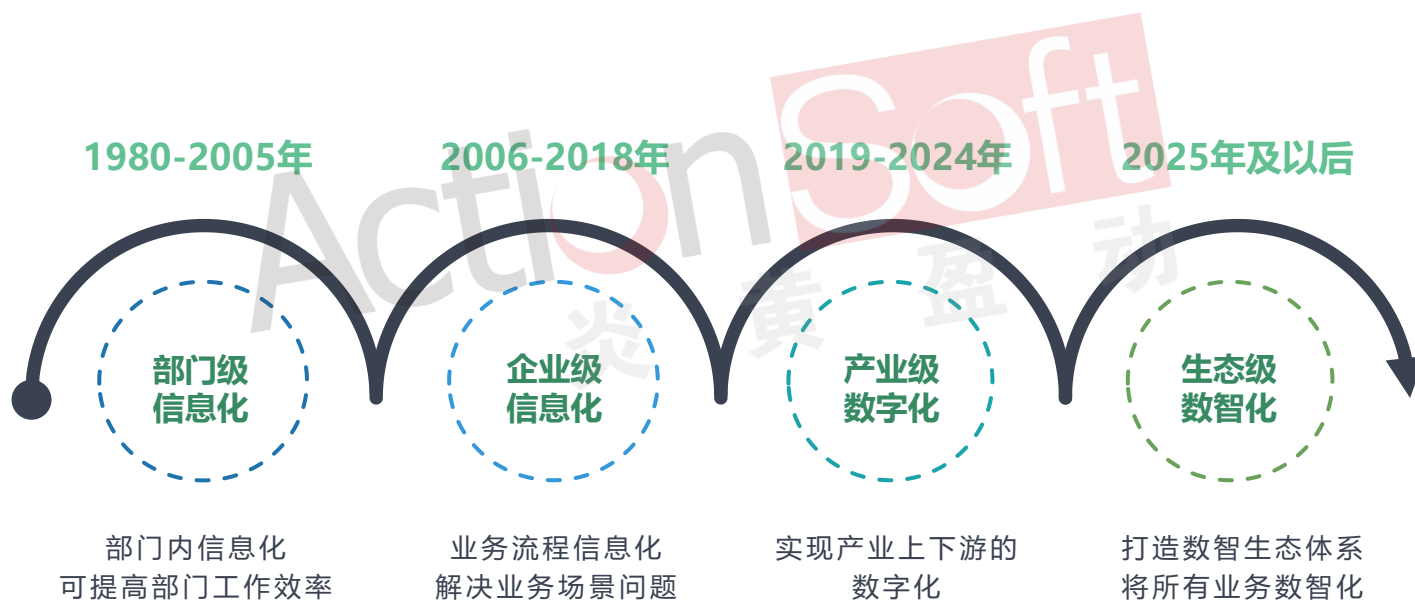 ActionSoft
炎黄盈动
1980-2005年
2006-2018年
2019-2024年
2025年及以后
部门级
信息化
企业级
信息化
产业级
数字化
生态级
数智化
部门内信息化
可提高部门工作效率
业务流程信息化
解决业务场景问题
实现产业上下游的
数字化
打造数智生态体系
将所有业务数智化